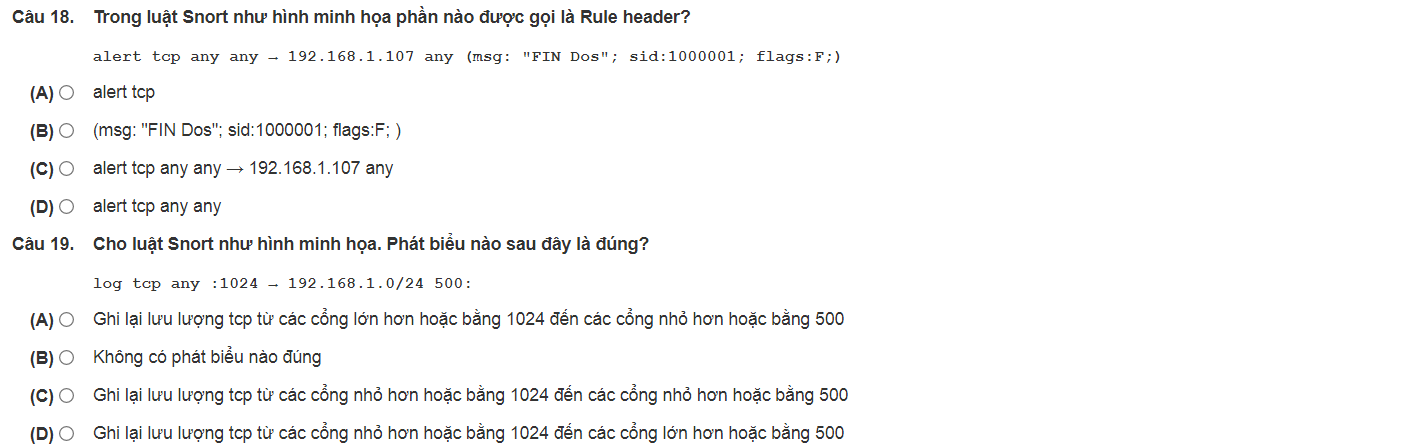 Câu 18. Trong luật Snort như hình minh họa phần nào được gọi là Rule header?
alert tcp any any → 192.168.1.107 any (msg: "FIN Dos"; sid:1000001; flags:F;)
(A) alert tcp
(B) (msg: "FIN Dos"; sid:1000001; flags:F; )
(C) alert tcp any any → 192.168.1.107 any
(D) alert tcp any any
Câu 19. Cho luật Snort như hình minh họa. Phát biểu nào sau đây là đúng?
log tcp any :1024 → 192.168.1.0/24 500:
(A) Ghi lại lưu lượng tcp từ các cổng lớn hơn hoặc bằng 1024 đến các cổng nhỏ hơn hoặc bằng 500
(B) Không có phát biểu nào đúng
(C) Ghi lại lưu lượng tcp từ các cổng nhỏ hơn hoặc bằng 1024 đến các cổng nhỏ hơn hoặc bằng 500
(D) Ghi lại lưu lượng tcp từ các cổng nhỏ hơn hoặc bằng 1024 đến các cổng lớn hơn hoặc bằng 500